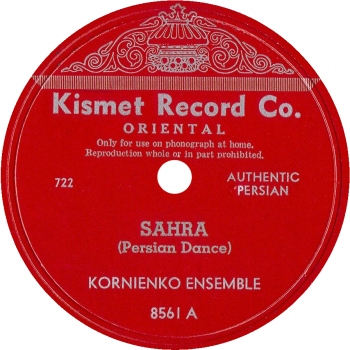 Kismet Record Co.
ORIENTAL
Only for use on phonograph at home.
Reproduction whole or in part prohibited.
722
AUTHENTIC
PERSIAN
SAHRA
(Persian Dance)
KORNIENKO ENSEMBLE
8561 A